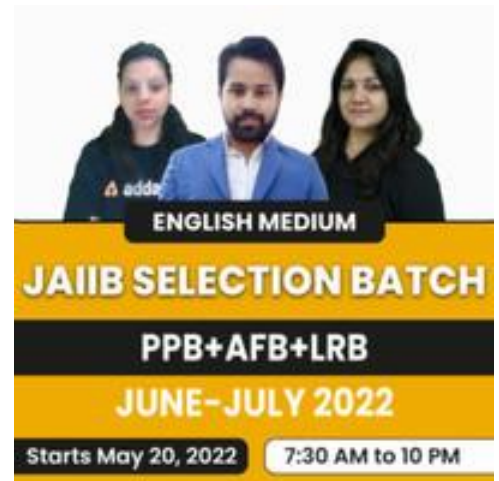 adda
ENGLISH MEDIUM
JAIIB SELECTION BATCH
PPB+AFB+LRB
JUNE-JULY 2022
Starts May 20, 2022
7:30 AM to 10 PM